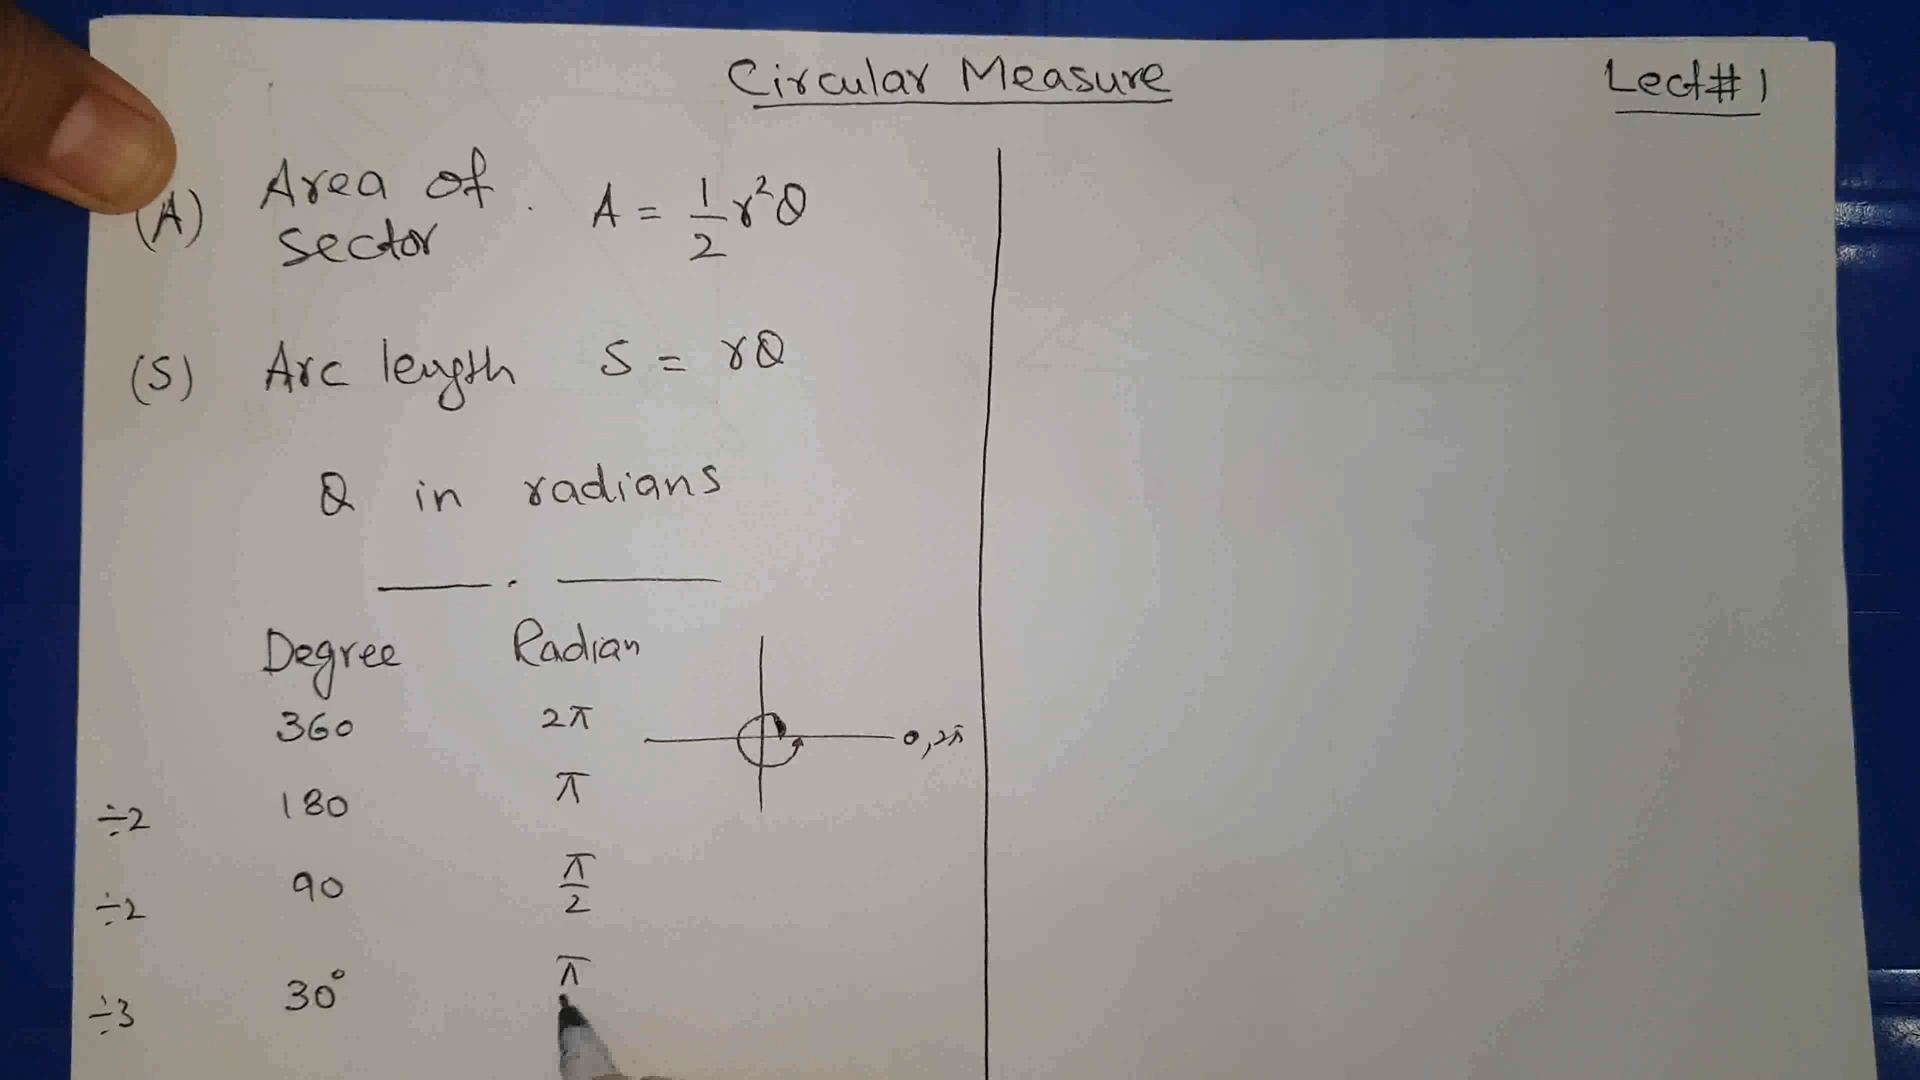 Circular Measure
Lect#1
(A) Area of sector A = 1/2 r²θ
(S) Arc length S = rθ
θ in radians
Degree Radian
360 2π
0,2π
÷2 180 π
÷2 90 π/2
÷3 30° π